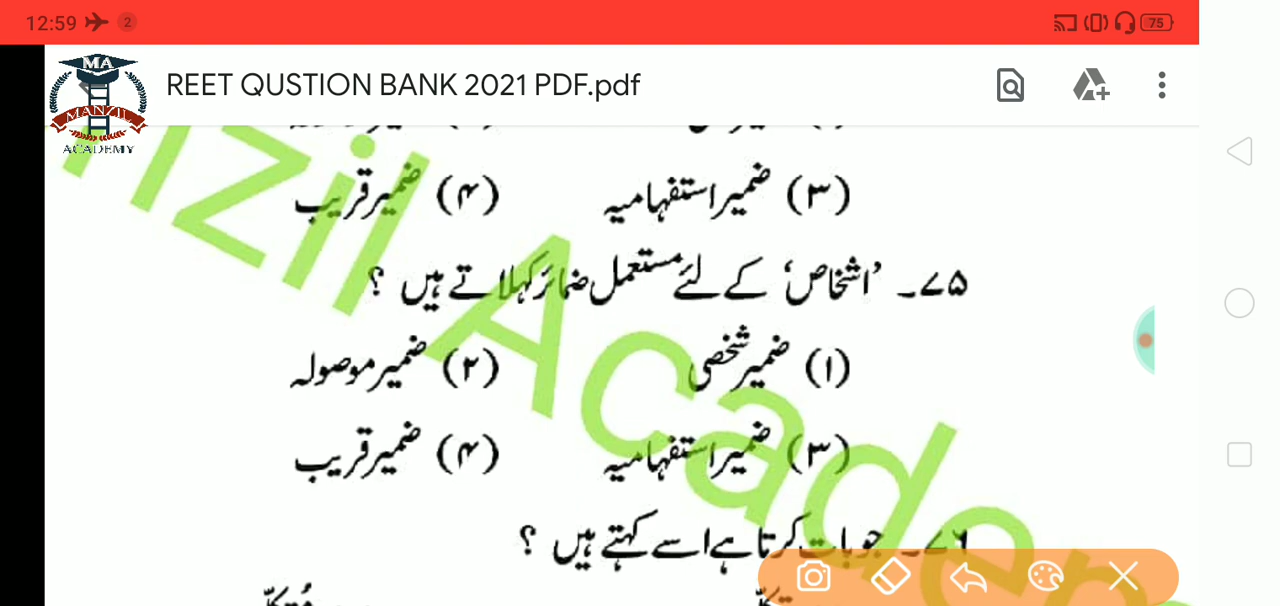 12:59 2 75
MA
MANZIL
ACADEMY
REET QUSTION BANK 2021 PDF.pdf
(۳) ضمیر استفہامیہ (۴) ضمیر قریب
۷۵۔ ’اشخاص‘ کے لئے مستعمل ضمائر کہلاتے ہیں ؟
(۱) ضمیر شخصی (۲) ضمیر موصولہ
(۳) ضمیر استفہامیہ (۴) ضمیر قریب
۷۶۔ جو بات کرتا ہے اسے کہتے ہیں ؟
nzil Academ